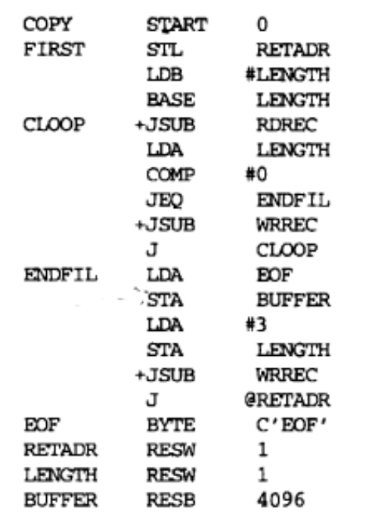 COPY START 0
FIRST STL RETADR
LDB #LENGTH
BASE LENGTH
CLOOP +JSUB RDREC
LDA LENGTH
COMP #0
JEQ ENDFIL
+JSUB WRREC
J CLOOP
ENDFIL LDA EOF
STA BUFFER
LDA #3
STA LENGTH
+JSUB WRREC
J @RETADR
EOF BYTE C'EOF'
RETADR RESW 1
LENGTH RESW 1
BUFFER RESB 4096